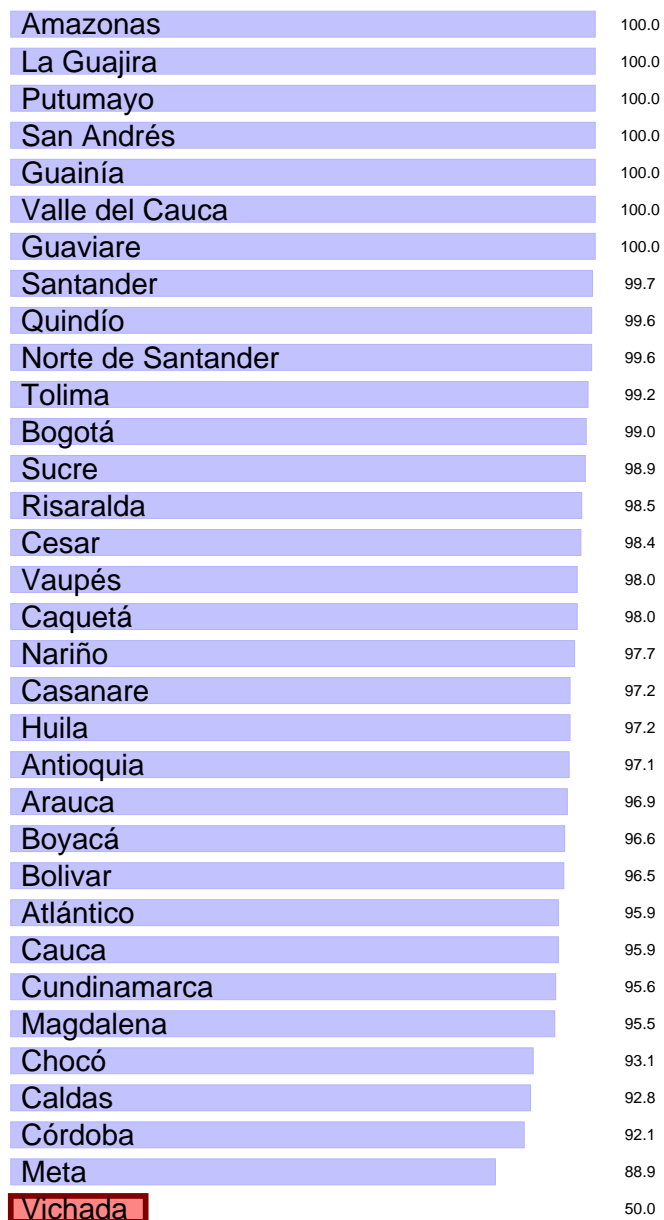 Amazonas 100.0
La Guajira 100.0
Putumayo 100.0
San Andrés 100.0
Guainía 100.0
Valle del Cauca 100.0
Guaviare 100.0
Santander 99.7
Quindío 99.6
Norte de Santander 99.6
Tolima 99.2
Bogotá 99.0
Sucre 98.9
Risaralda 98.5
Cesar 98.4
Vaupés 98.0
Caquetá 98.0
Nariño 97.7
Casanare 97.2
Huila 97.2
Antioquia 97.1
Arauca 96.9
Boyacá 96.6
Bolivar 96.5
Atlántico 95.9
Cauca 95.9
Cundinamarca 95.6
Magdalena 95.5
Chocó 93.1
Caldas 92.8
Córdoba 92.1
Meta 88.9
Vichada 50.0